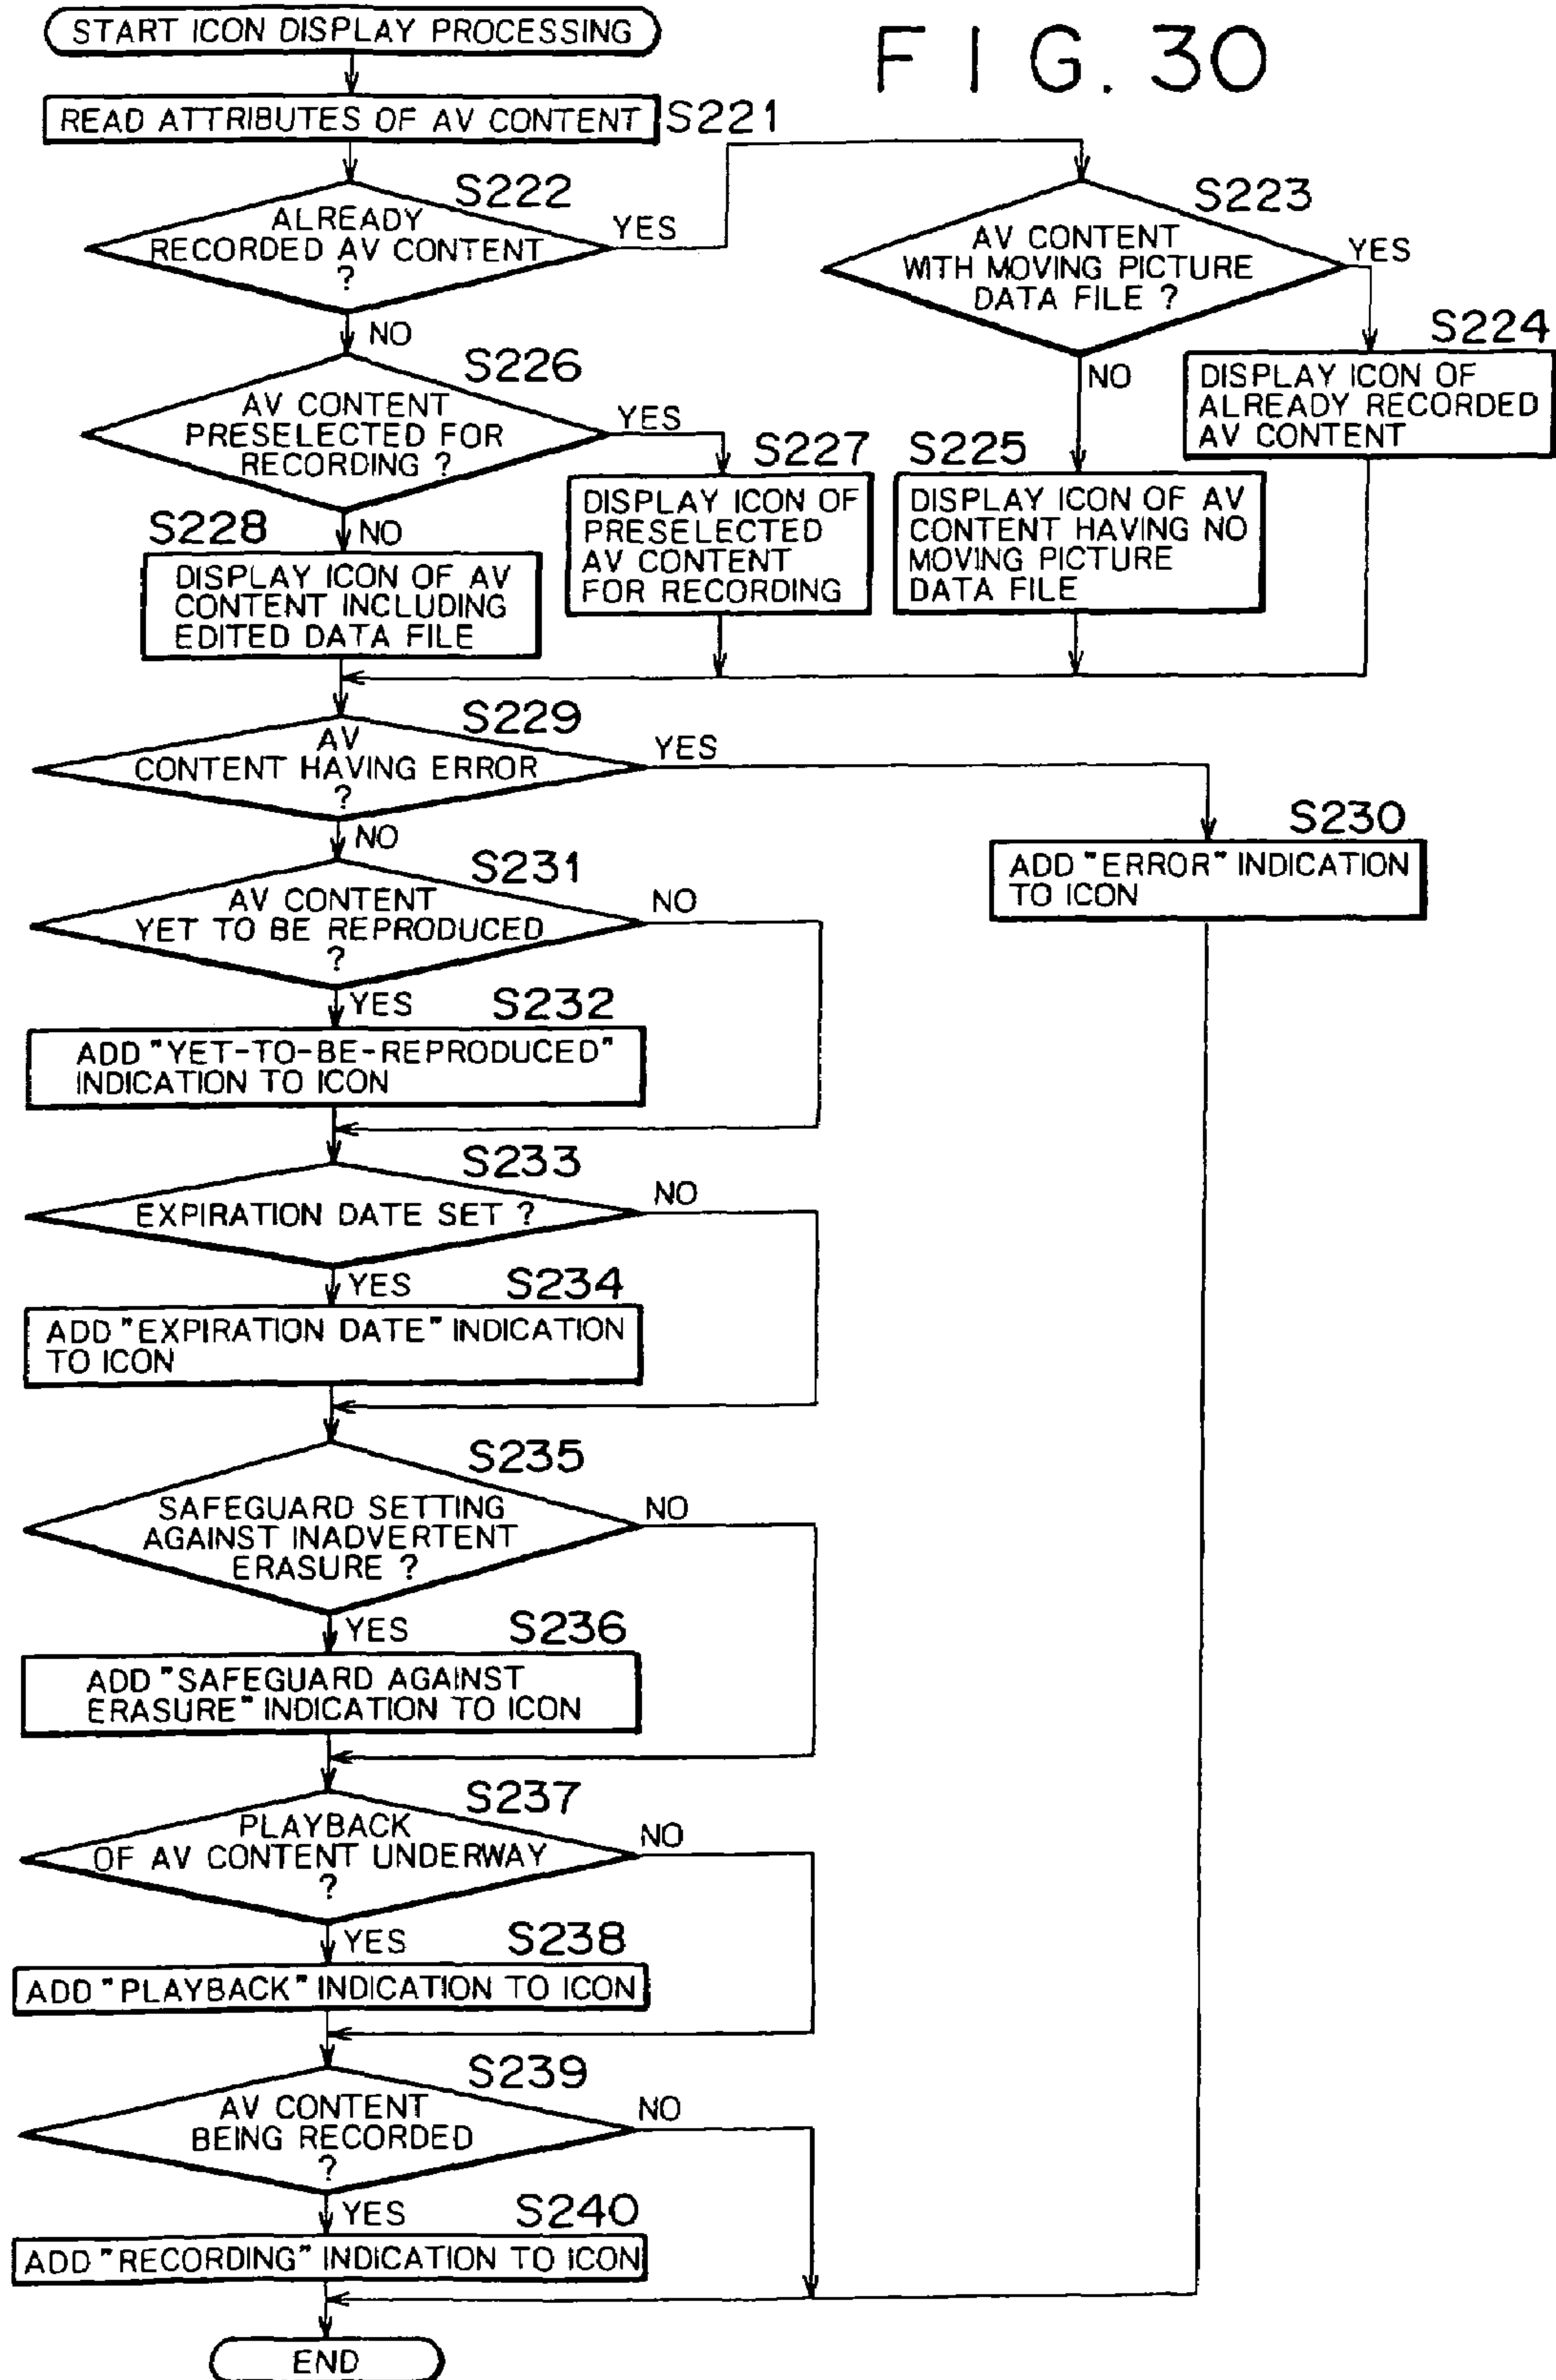 FIG. 30
START ICON DISPLAY PROCESSING
READ ATTRIBUTES OF AV CONTENT
S221
S222
ALREADY
RECORDED AV CONTENT
?
YES
NO
S223
AV CONTENT
WITH MOVING PICTURE
DATA FILE ?
YES
NO
S224
DISPLAY ICON OF
ALREADY RECORDED
AV CONTENT
S226
AV CONTENT
PRESELECTED FOR
RECORDING ?
YES
NO
S227
DISPLAY ICON OF
PRESELECTED
AV CONTENT
FOR RECORDING
S225
DISPLAY ICON OF AV
CONTENT HAVING NO
MOVING PICTURE
DATA FILE
S228
DISPLAY ICON OF AV
CONTENT INCLUDING
EDITED DATA FILE
S229
AV
CONTENT HAVING ERROR
?
YES
NO
S230
ADD "ERROR" INDICATION
TO ICON
S231
AV CONTENT
YET TO BE REPRODUCED
?
NO
YES
S232
ADD "YET-TO-BE-REPRODUCED"
INDICATION TO ICON
S233
EXPIRATION DATE SET ?
NO
YES
S234
ADD "EXPIRATION DATE" INDICATION
TO ICON
S235
SAFEGUARD SETTING
AGAINST INADVERTENT
ERASURE ?
NO
YES
S236
ADD "SAFEGUARD AGAINST
ERASURE" INDICATION TO ICON
S237
PLAYBACK
OF AV CONTENT UNDERWAY
?
NO
YES
S238
ADD "PLAYBACK" INDICATION TO ICON
S239
AV CONTENT
BEING RECORDED
?
NO
YES
S240
ADD "RECORDING" INDICATION TO ICON
END